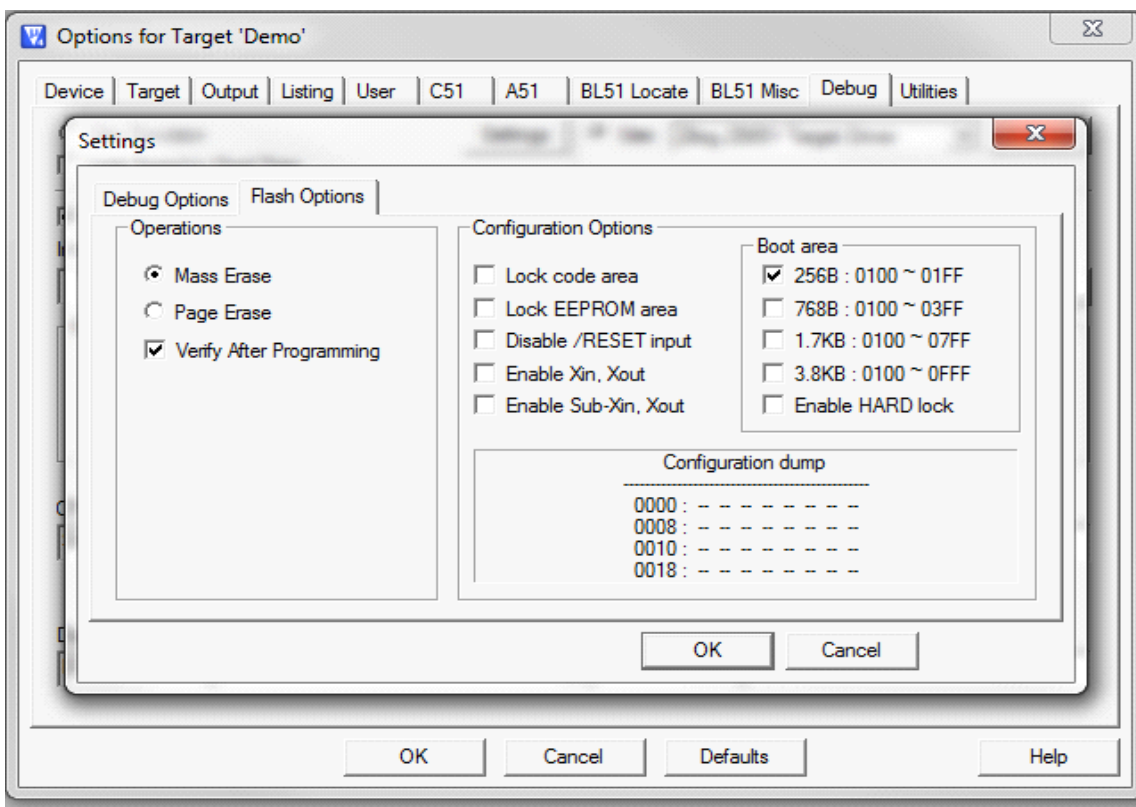 Options for Target 'Demo'
Device Target Output Listing User C51 A51 BL51 Locate BL51 Misc Debug Utilities
Settings
Debug Options Flash Options
Operations
Mass Erase
Page Erase
Verify After Programming
Configuration Options
Lock code area
Lock EEPROM area
Disable /RESET input
Enable Xin, Xout
Enable Sub-Xin, Xout
Boot area
256B : 0100 ~ 01FF
768B : 0100 ~ 03FF
1.7KB : 0100 ~ 07FF
3.8KB : 0100 ~ 0FFF
Enable HARD lock
Configuration dump
0000 : -- -- -- -- -- -- -- --
0008 : -- -- -- -- -- -- -- --
0010 : -- -- -- -- -- -- -- --
0018 : -- -- -- -- -- -- -- --
OK Cancel
OK Cancel Defaults Help